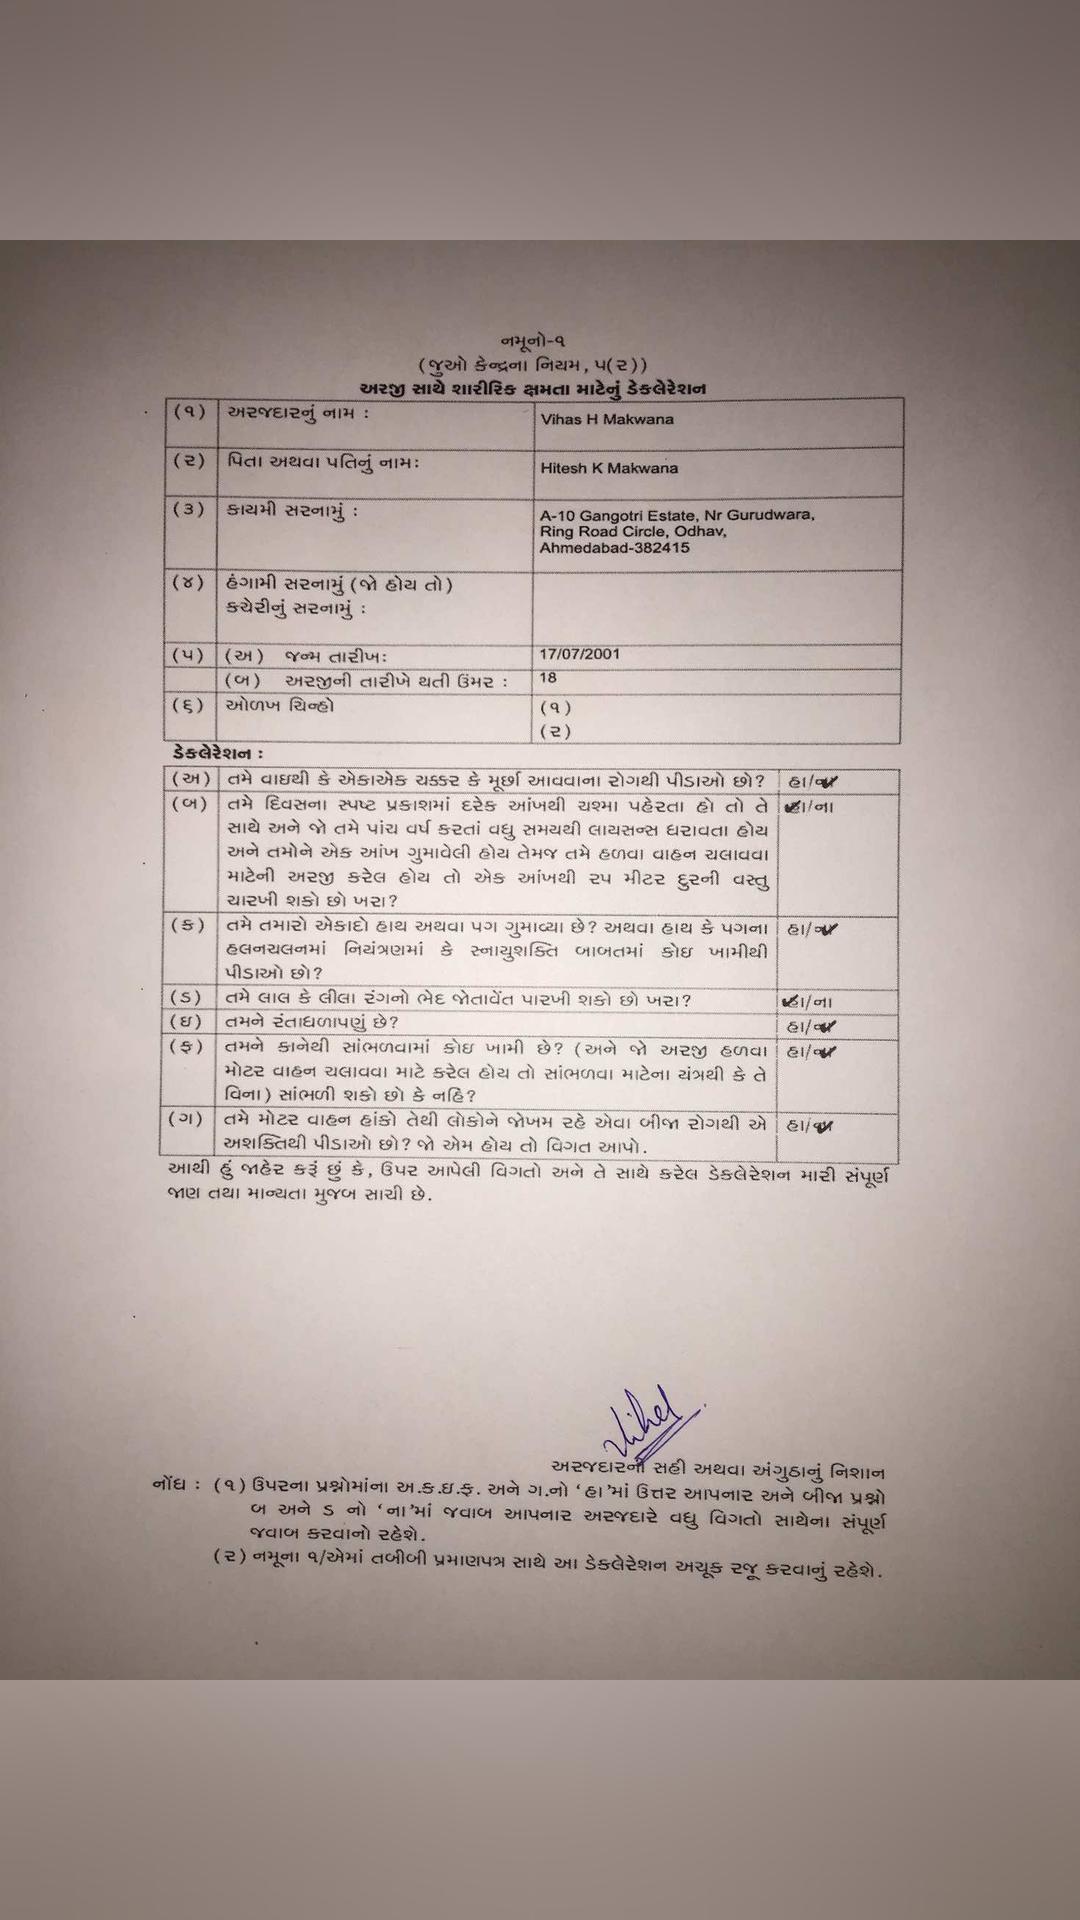 નમૂનો-૧
(જુઓ કેન્દ્રના નિયમ, ૫(૨))
અરજી સાથે શારીરિક ક્ષમતા માટેનું ડેકલેરેશન
(૧) અરજદારનું નામ : Vihas H Makwana
(૨) પિતા અથવા પતિનું નામ: Hitesh K Makwana
(૩) કાયમી સરનામું : A-10 Gangotri Estate, Nr Gurudwara,
Ring Road Circle, Odhav,
Ahmedabad-382415
(૪) હંગામી સરનામું (જો હોય તો)
કચેરીનું સરનામું :
(૫) (અ) જન્મ તારીખ: 17/07/2001
(બ) અરજીની તારીખે થતી ઉંમર : 18
(૬) ઓળખ ચિન્હો (૧)
(૨)
ડેકલેરેશન :
(અ) તમે વાઇથી કે એકાએક ચક્કર કે મૂર્છા આવવાના રોગથી પીડાઓ છો? હા/ના
(બ) તમે દિવસના સ્પષ્ટ પ્રકાશમાં દરેક આંખથી ચશ્મા પહેરતા હો તો તે હા/ના
સાથે અને જો તમે પાંચ વર્ષ કરતાં વધુ સમયથી લાયસન્સ ધરાવતા હોય
અને તમોને એક આંખ ગુમાવેલી હોય તેમજ તમે હળવા વાહન ચલાવવા
માટેની અરજી કરેલ હોય તો એક આંખથી ૨૫ મીટર દુરની વસ્તુ
ચારખી શકો છો ખરા?
(ક) તમે તમારો એકાદો હાથ અથવા પગ ગુમાવ્યા છે? અથવા હાથ કે પગના હા/ના
હલનચલનમાં નિયંત્રણમાં કે સ્નાયુશક્તિ બાબતમાં કોઇ ખામીથી
પીડાઓ છો?
(ડ) તમે લાલ કે લીલા રંગનો ભેદ જોતાવેંત પારખી શકો છો ખરા? હા/ના
(ઇ) તમને રંતાધળાપણું છે? હા/ના
(ફ) તમને કાનેથી સાંભળવામાં કોઇ ખામી છે? (અને જો અરજી હળવા હા/ના
મોટર વાહન ચલાવવા માટે કરેલ હોય તો સાંભળવા માટેના યંત્રથી કે તે
વિના) સાંભળી શકો છો કે નહિ?
(ગ) તમે મોટર વાહન હાંકો તેથી લોકોને જોખમ રહે એવા બીજા રોગથી એ હા/ના
અશક્તિથી પીડાઓ છો? જો એમ હોય તો વિગત આપો.
આથી હું જાહેર કરૂં છું કે, ઉપર આપેલી વિગતો અને તે સાથે કરેલ ડેકલેરેશન મારી સંપૂર્ણ
જાણ તથા માન્યતા મુજબ સાચી છે.
અરજદારની સહી અથવા અંગુઠાનું નિશાન
નોંધ : (૧) ઉપરના પ્રશ્નોમાંના અ.ક.ઇ.ફ. અને ગ.નો ‘હા’માં ઉત્તર આપનાર અને બીજા પ્રશ્નો
બ અને ડ નો ‘ના’માં જવાબ આપનાર અરજદારે વધુ વિગતો સાથેના સંપૂર્ણ
જવાબ કરવાનો રહેશે.
(૨) નમૂના ૧/એમાં તબીબી પ્રમાણપત્ર સાથે આ ડેકલેરેશન અચૂક રજૂ કરવાનું રહેશે.